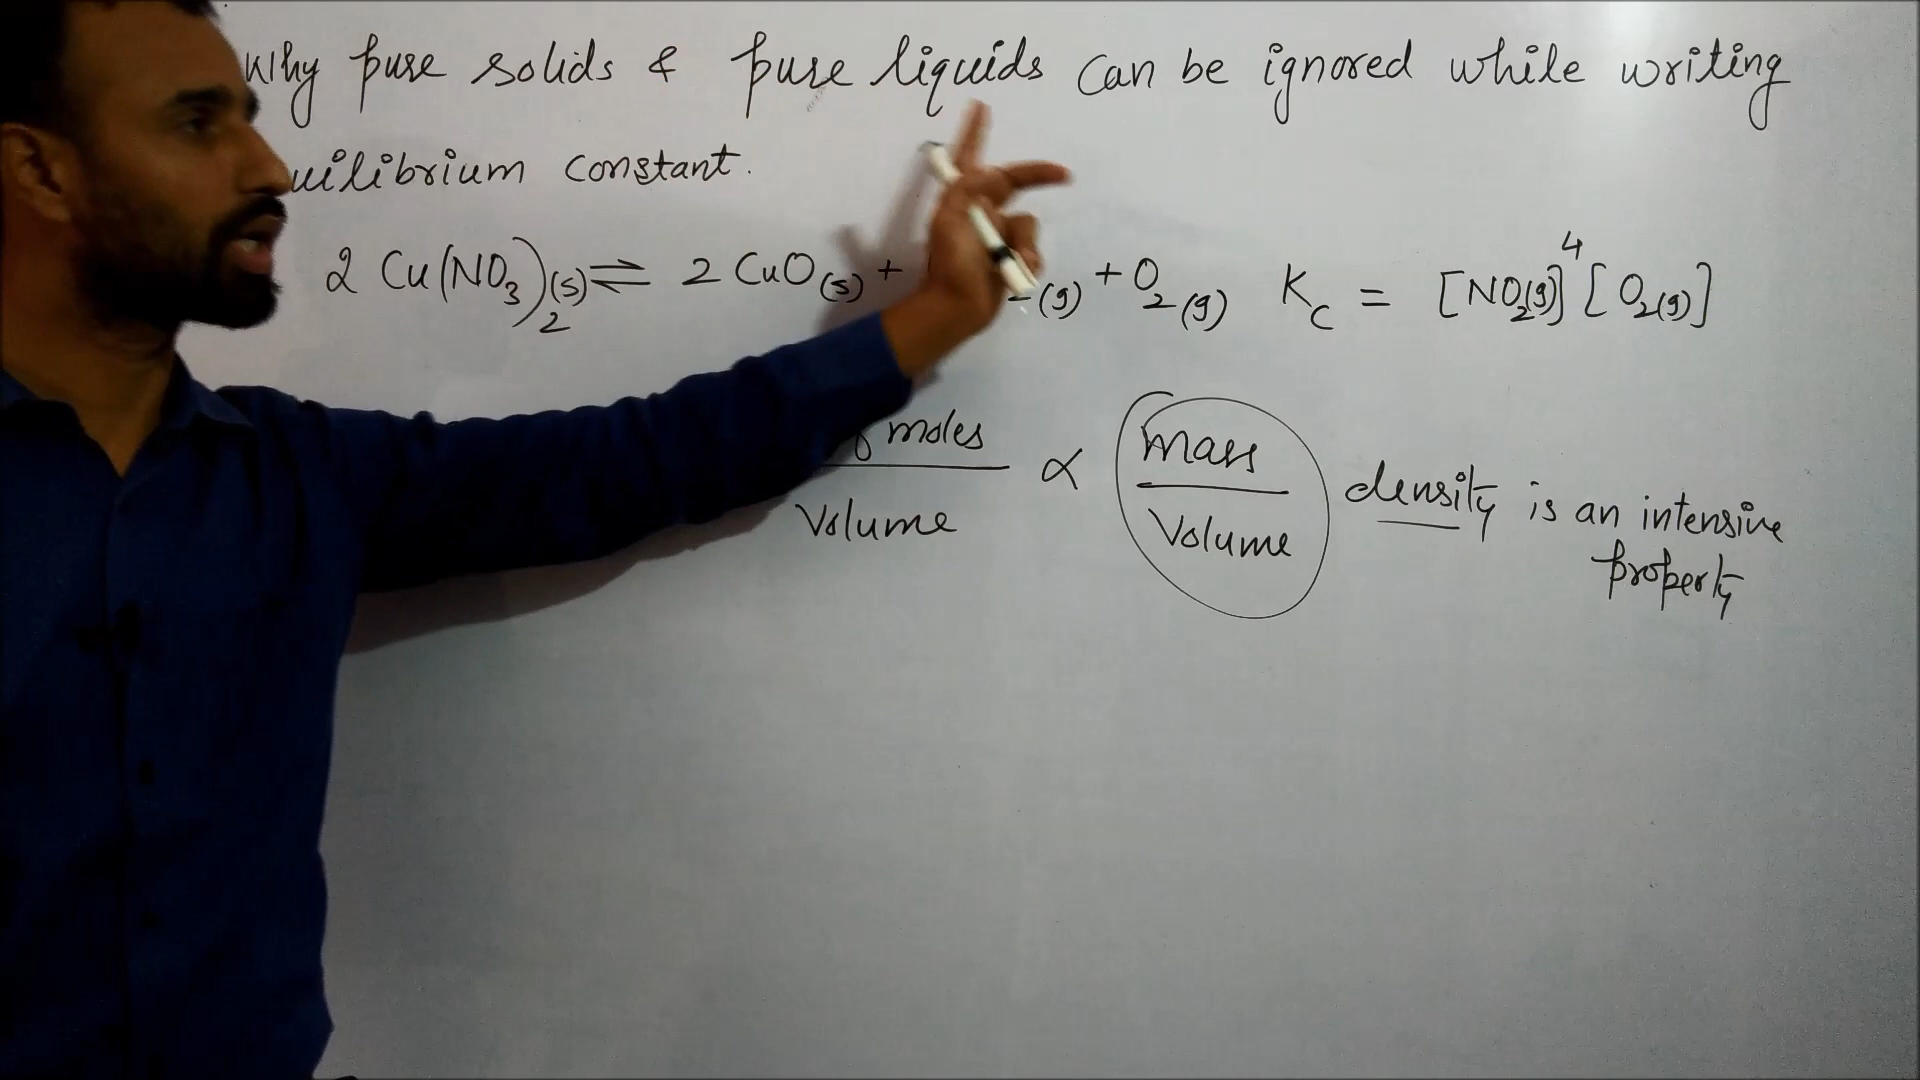 Why pure solids & pure liquids can be ignored while writing
uilibrium constant.
2 Cu(NO3)2(s) ⇌ 2 CuO(s) + 2(g) + O2(g) Kc = [NO2(g)]^4 [O2(g)]
moles ∝ mass
Volume Volume
density is an intensive
property